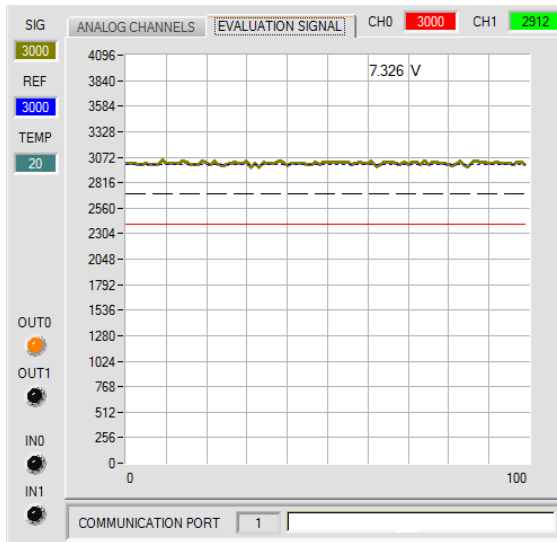 SIG
3000
REF
3000
TEMP
20
OUT0
OUT1
IN0
IN1
ANALOG CHANNELS
EVALUATION SIGNAL
CH0 3000 CH1 2912
7.326 V
4096
3840
3584
3328
3072
2816
2560
2304
2048
1792
1536
1280
1024
768
512
256
0
0 100
COMMUNICATION PORT 1